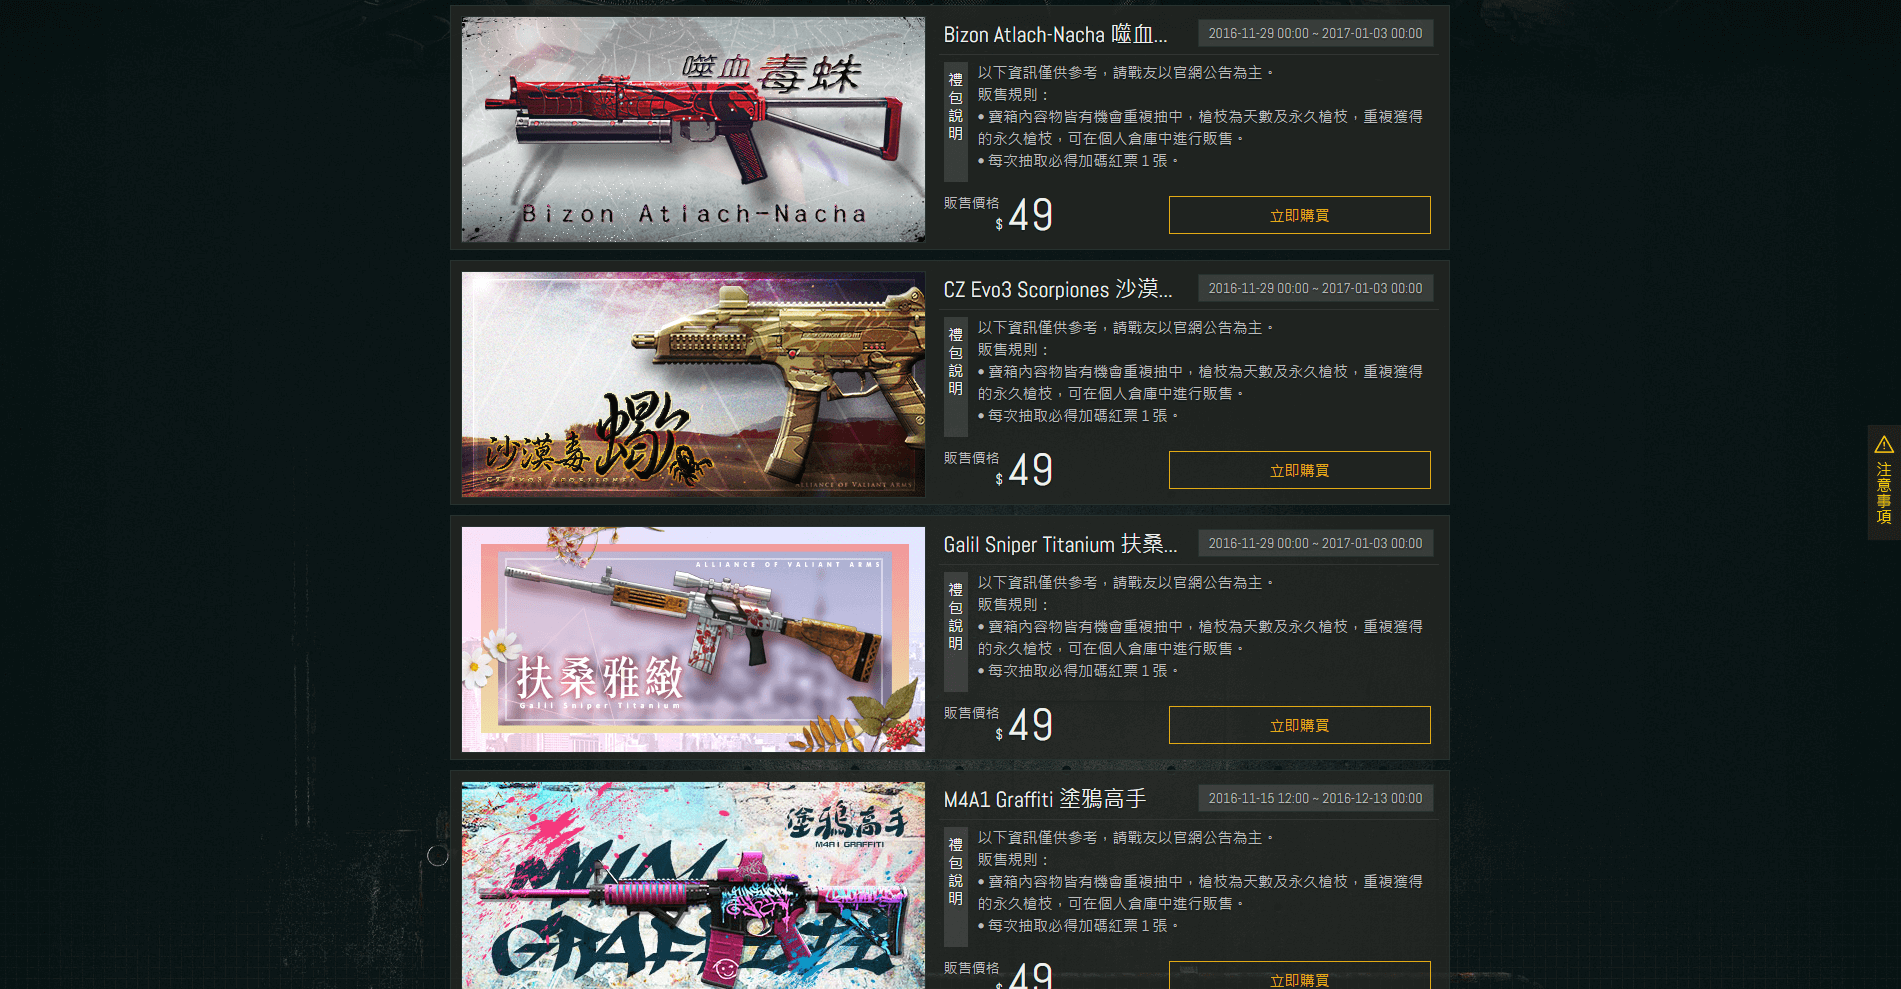 噬血毒蛛
Bizon Atlach-Nacha
Bizon Atlach-Nacha 噬血...
2016-11-29 00:00 ~ 2017-01-03 00:00
禮包說明
以下資訊僅供參考，請戰友以官網公告為主。
販售規則：
● 寶箱內容物皆有機會重複抽中，槍枝為天數及永久槍枝，重複獲得
的永久槍枝，可在個人倉庫中進行販售。
● 每次抽取必得加碼紅票 1 張。
販售價格
$ 49
立即購買
沙漠毒蠍
CZ EVO3 SCORPIONES
ALLIANCE OF VALIANT ARMS
CZ Evo3 Scorpiones 沙漠...
2016-11-29 00:00 ~ 2017-01-03 00:00
禮包說明
以下資訊僅供參考，請戰友以官網公告為主。
販售規則：
● 寶箱內容物皆有機會重複抽中，槍枝為天數及永久槍枝，重複獲得
的永久槍枝，可在個人倉庫中進行販售。
● 每次抽取必得加碼紅票 1 張。
販售價格
$ 49
立即購買
ALLIANCE OF VALIANT ARMS
扶桑雅緻
Galil Sniper Titanium
Galil Sniper Titanium 扶桑...
2016-11-29 00:00 ~ 2017-01-03 00:00
禮包說明
以下資訊僅供參考，請戰友以官網公告為主。
販售規則：
● 寶箱內容物皆有機會重複抽中，槍枝為天數及永久槍枝，重複獲得
的永久槍枝，可在個人倉庫中進行販售。
● 每次抽取必得加碼紅票 1 張。
販售價格
$ 49
立即購買
塗鴉高手
M4A1 GRAFFITI
M4A1 Graffiti 塗鴉高手
2016-11-15 12:00 ~ 2016-12-13 00:00
禮包說明
以下資訊僅供參考，請戰友以官網公告為主。
販售規則：
● 寶箱內容物皆有機會重複抽中，槍枝為天數及永久槍枝，重複獲得
的永久槍枝，可在個人倉庫中進行販售。
● 每次抽取必得加碼紅票 1 張。
販售價格
$ 49
立即購買
注意事項